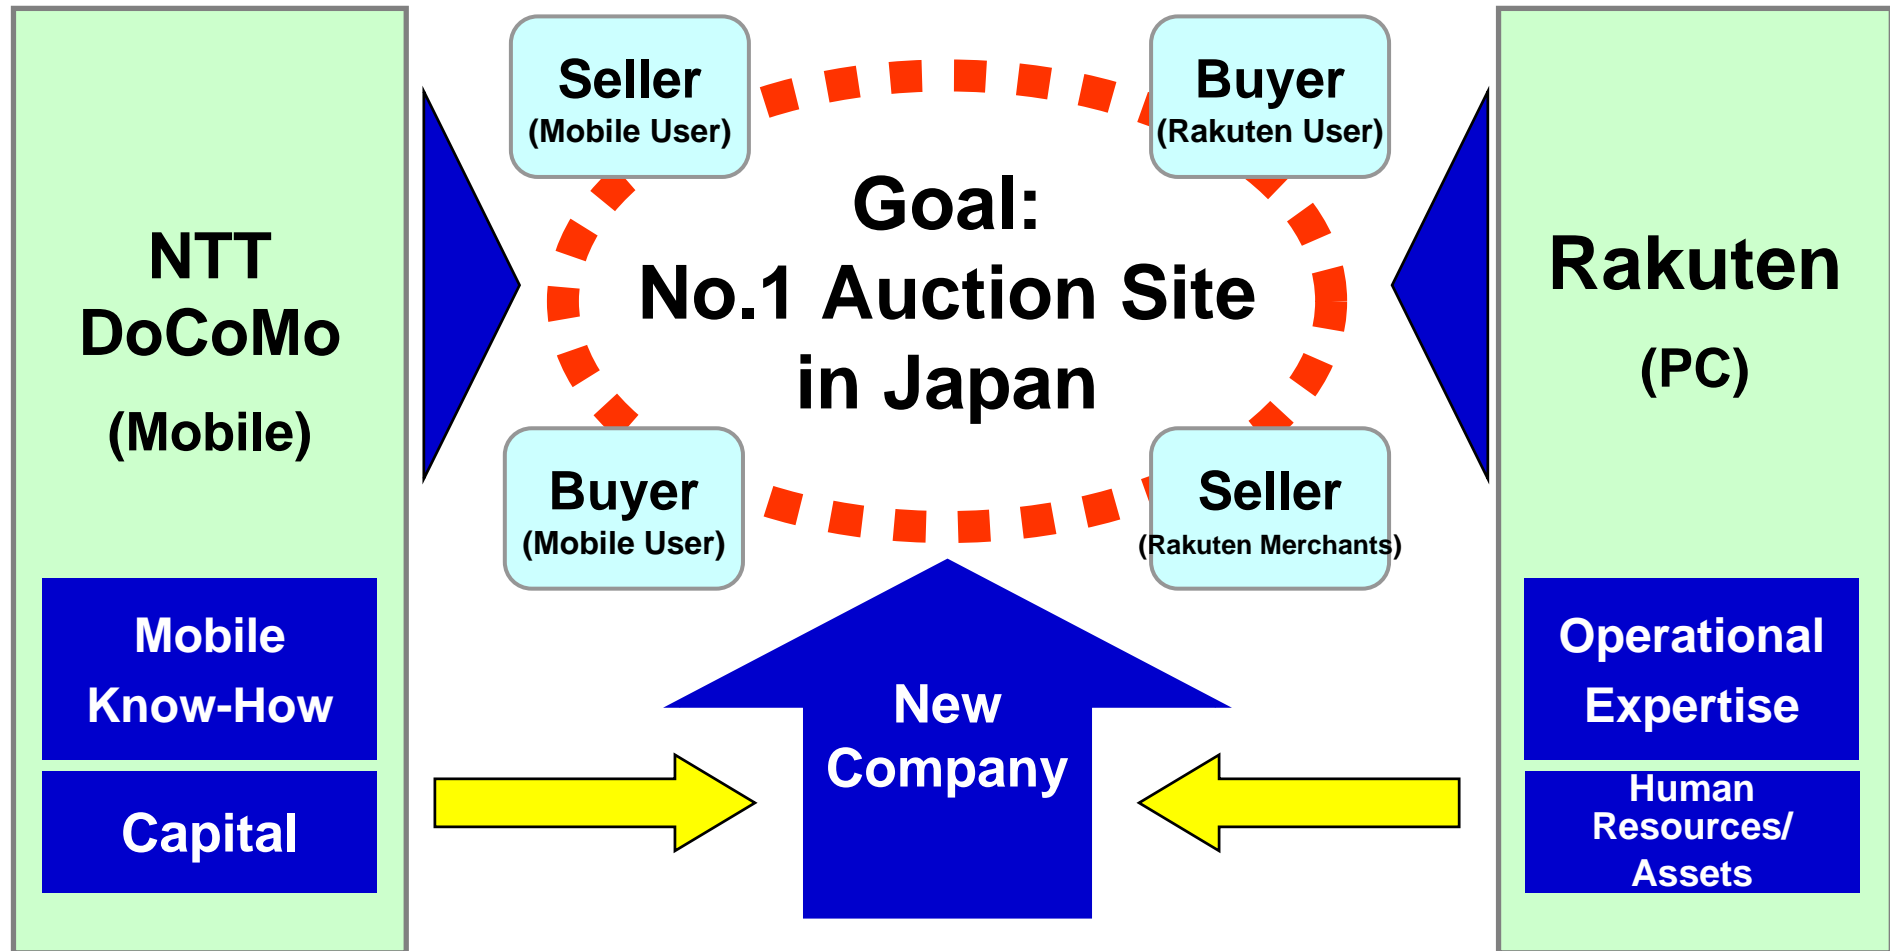 NTT
DoCoMo
(Mobile)
Mobile
Know-How
Capital
Seller
(Mobile User)
Buyer
(Rakuten User)
Goal:
No.1 Auction Site
in Japan
Buyer
(Mobile User)
Seller
(Rakuten Merchants)
New
Company
Rakuten
(PC)
Operational
Expertise
Human
Resources/
Assets